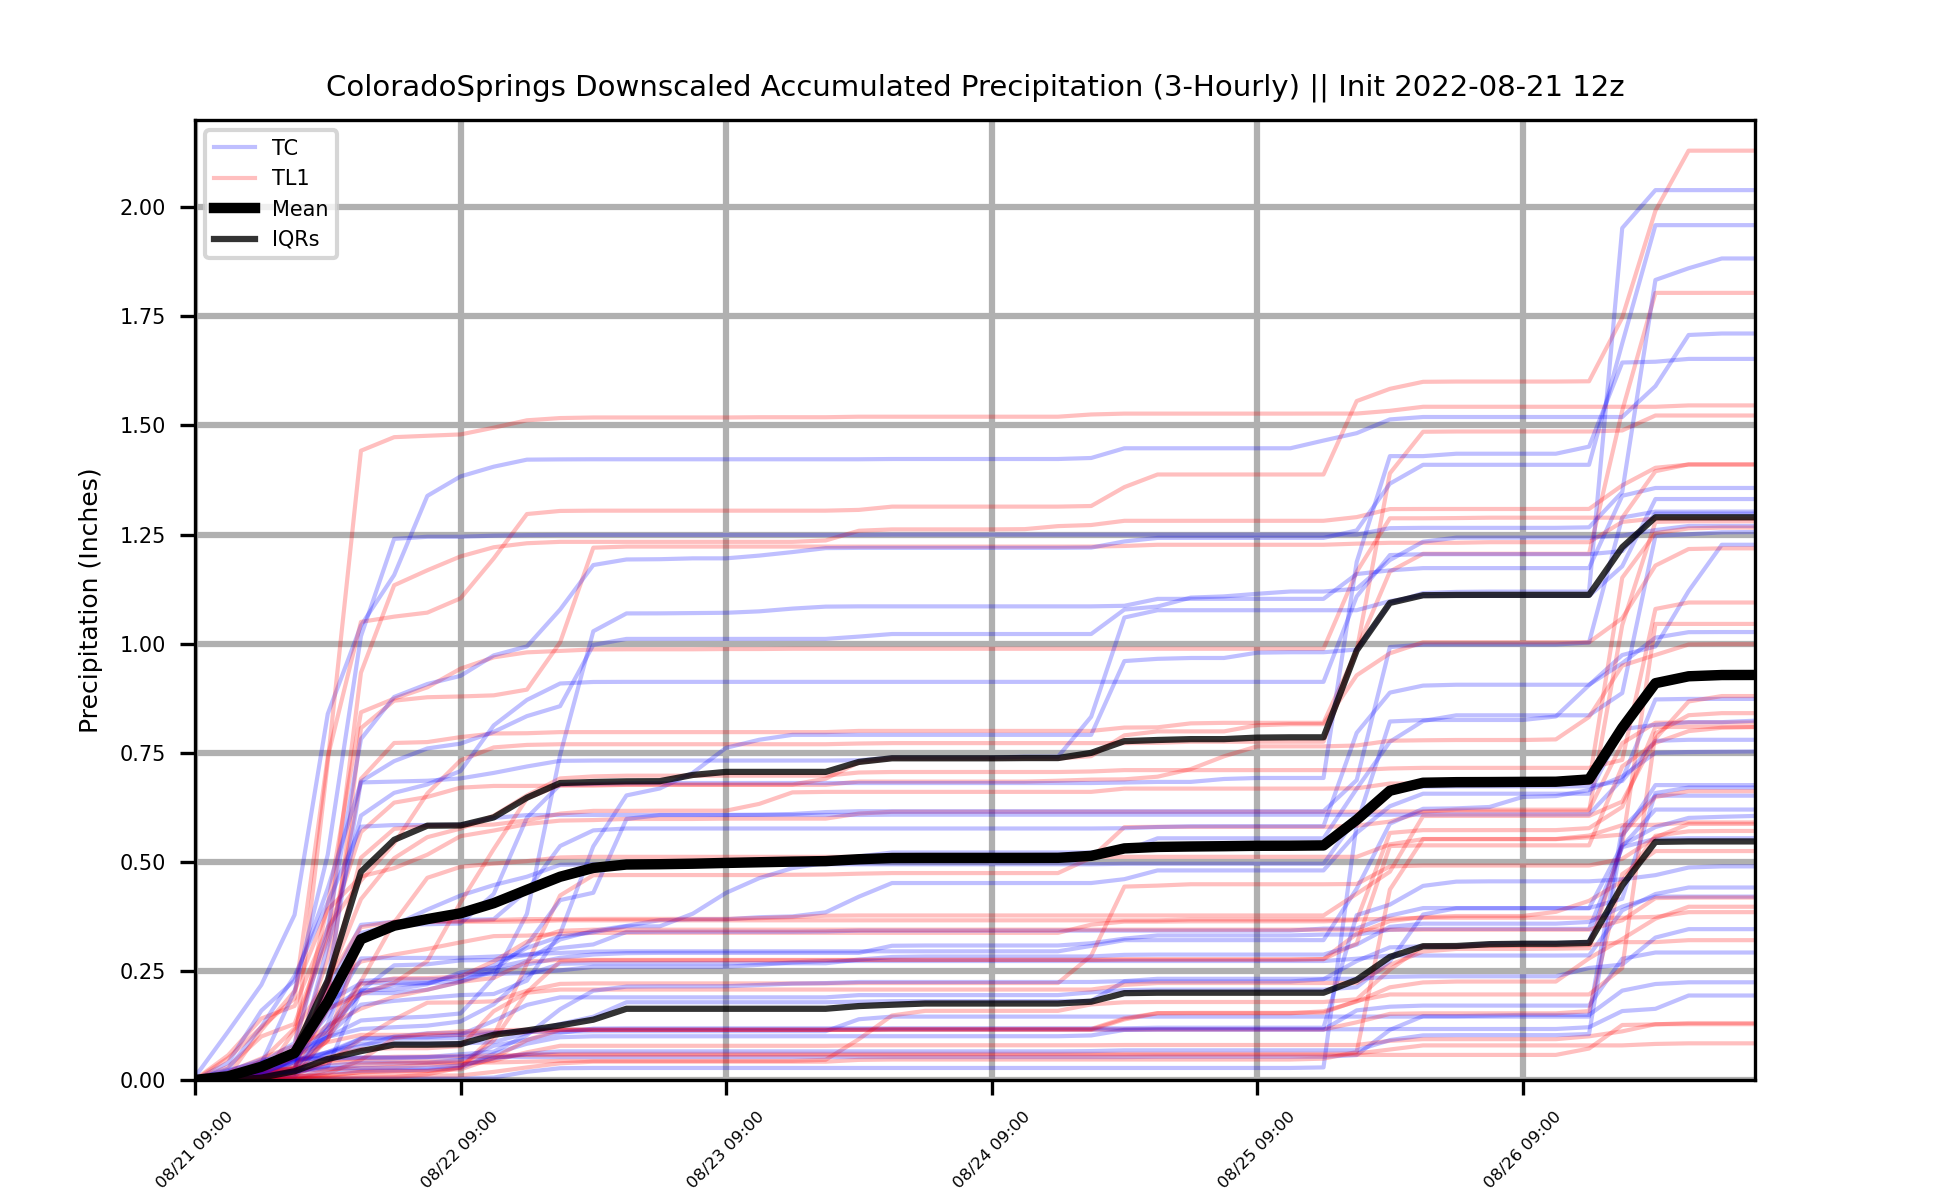 ColoradoSprings Downscaled Accumulated Precipitation (3-Hourly) || Init 2022-08-21 12z
TC
TL1
Mean
IQRs
Precipitation (Inches)
2.00
1.75
1.50
1.25
1.00
0.75
0.50
0.25
0.00
08/21 09:00
08/22 09:00
08/23 09:00
08/24 09:00
08/25 09:00
08/26 09:00